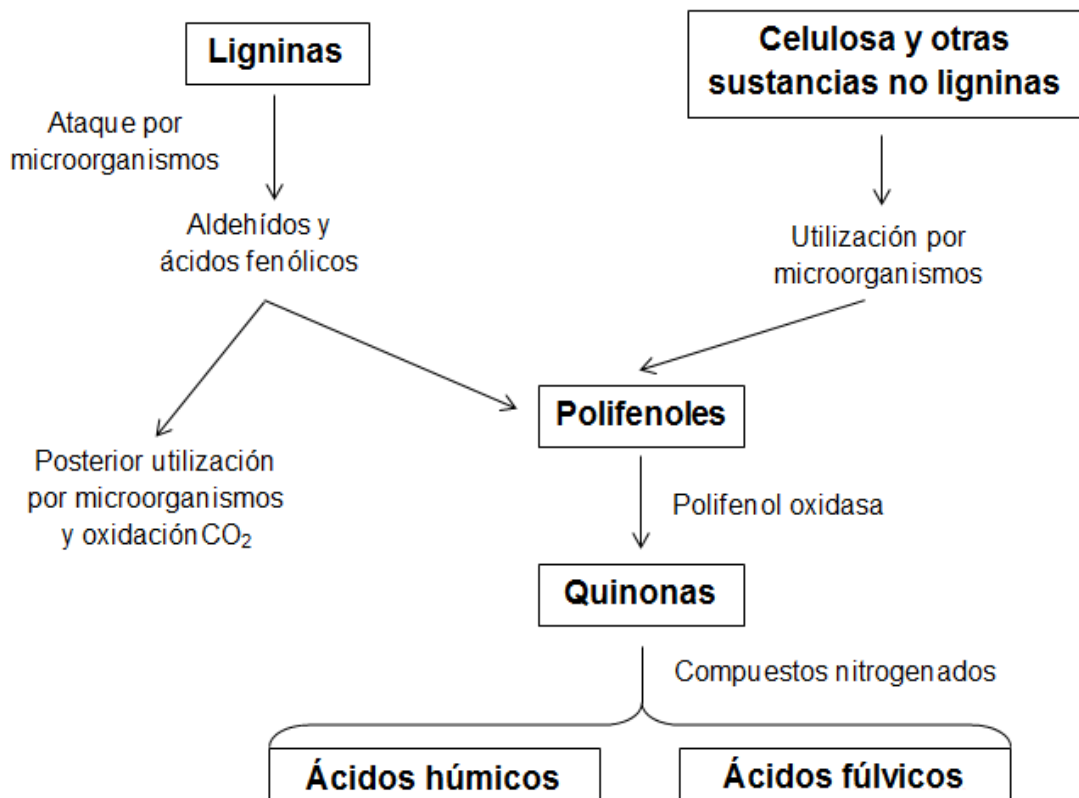 Ligninas
Celulosa y otras
sustancias no ligninas
Ataque por
microorganismos
Aldehídos y
ácidos fenólicos
Utilización por
microorganismos
Polifenoles
Posterior utilización
por microorganismos
y oxidación CO₂
Polifenol oxidasa
Quinonas
Compuestos nitrogenados
Ácidos húmicos
Ácidos fúlvicos